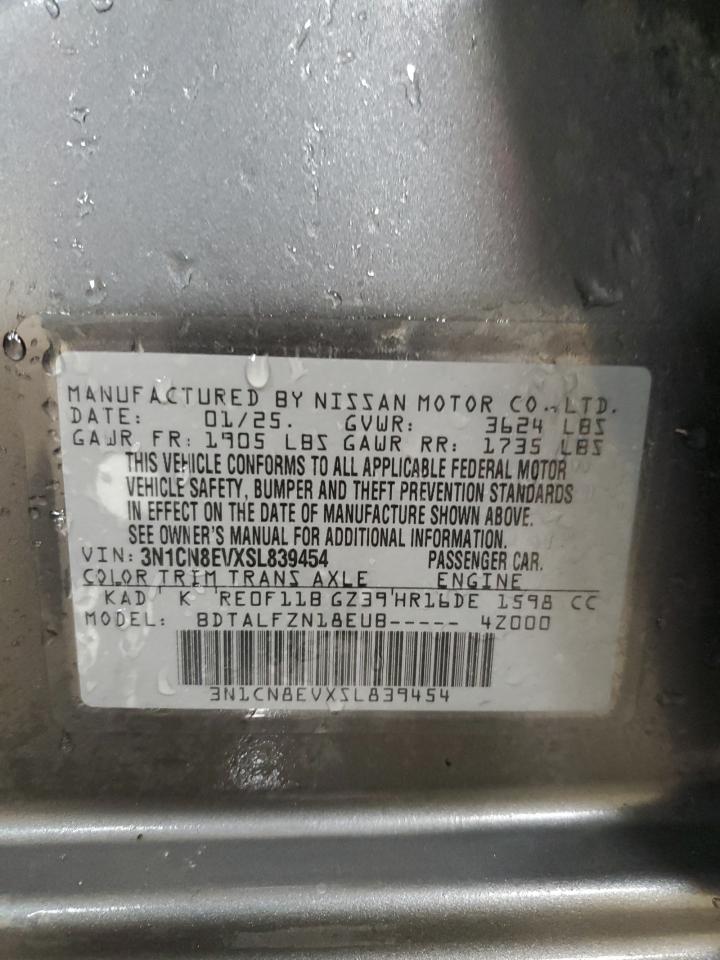 MANUFACTURED BY NISSAN MOTOR CO., LTD.
DATE: 01/25. GVWR: 3624 LBS
GAWR FR: 1905 LBS GAWR RR: 1735 LBS
THIS VEHICLE CONFORMS TO ALL APPLICABLE FEDERAL MOTOR
VEHICLE SAFETY, BUMPER AND THEFT PREVENTION STANDARDS
IN EFFECT ON THE DATE OF MANUFACTURE SHOWN ABOVE.
SEE OWNER'S MANUAL FOR ADDITIONAL INFORMATION.
VIN: 3N1CN8EVXSL839454 PASSENGER CAR.
COLOR TRIM TRANS AXLE ENGINE
KAD K RE0F11B GZ39 HR16DE 1598 CC
MODEL: BDTALFZN18EUB----- 4Z000
3N1CN8EVXSL839454